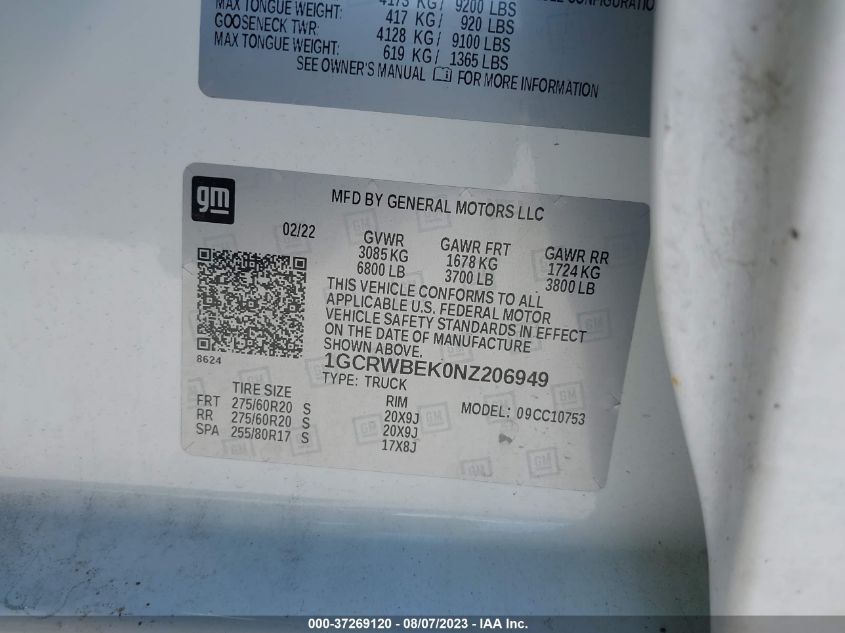 MAX TONGUE WEIGHT: 417 KG/ 920 LBS
4173 KG/ 9200 LBS
GOOSENECK TWR: 4128 KG/ 9100 LBS
MAX TONGUE WEIGHT: 619 KG/ 1365 LBS
SEE OWNER'S MANUAL FOR MORE INFORMATION
gm
MFD BY GENERAL MOTORS LLC
02/22
GVWR GAWR FRT GAWR RR
3085 KG 1678 KG 1724 KG
6800 LB 3700 LB 3800 LB
THIS VEHICLE CONFORMS TO ALL
APPLICABLE U.S. FEDERAL MOTOR
VEHICLE SAFETY STANDARDS IN EFFECT
ON THE DATE OF MANUFACTURE
SHOWN ABOVE.
8624
1GCRWBEK0NZ206949
TYPE: TRUCK
TIRE SIZE RIM
MODEL: 09CC10753
FRT 275/60R20 S 20X9J
RR 275/60R20 S 20X9J
SPA 255/80R17 S 17X8J
000-37269120 - 08/07/2023 - IAA Inc.